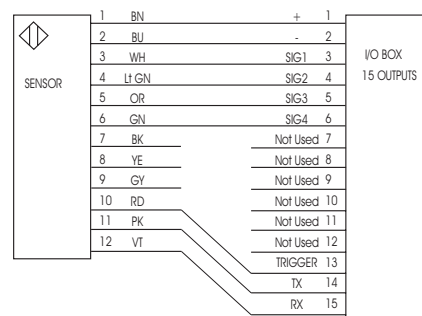 1 BN + 1
2 BU - 2
3 WH SIG1 3
4 Lt GN SIG2 4
5 OR SIG3 5
6 GN SIG4 6
7 BK Not Used 7
8 YE Not Used 8
9 GY Not Used 9
10 RD Not Used 10
11 PK Not Used 11
12 VT Not Used 12
TRIGGER 13
TX 14
RX 15
SENSOR
I/O BOX
15 OUTPUTS